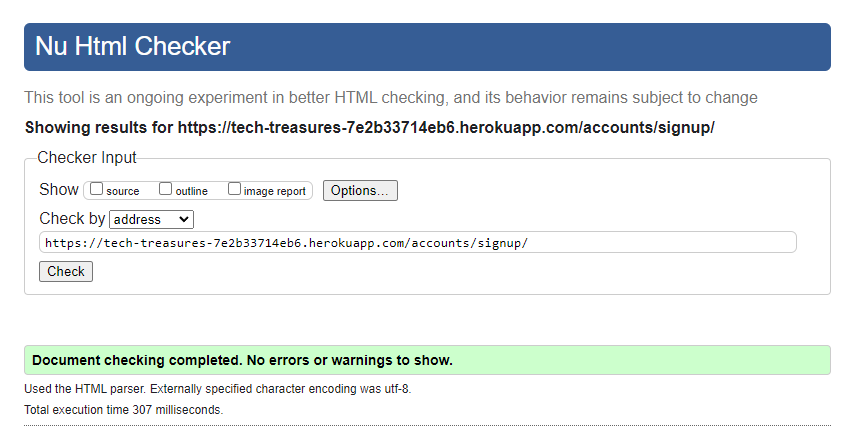 Nu Html Checker
This tool is an ongoing experiment in better HTML checking, and its behavior remains subject to change
Showing results for https://tech-treasures-7e2b33714eb6.herokuapp.com/accounts/signup/
Checker Input
Show source outline image report Options...
Check by address
https://tech-treasures-7e2b33714eb6.herokuapp.com/accounts/signup/
Check
Document checking completed. No errors or warnings to show.
Used the HTML parser. Externally specified character encoding was utf-8.
Total execution time 307 milliseconds.